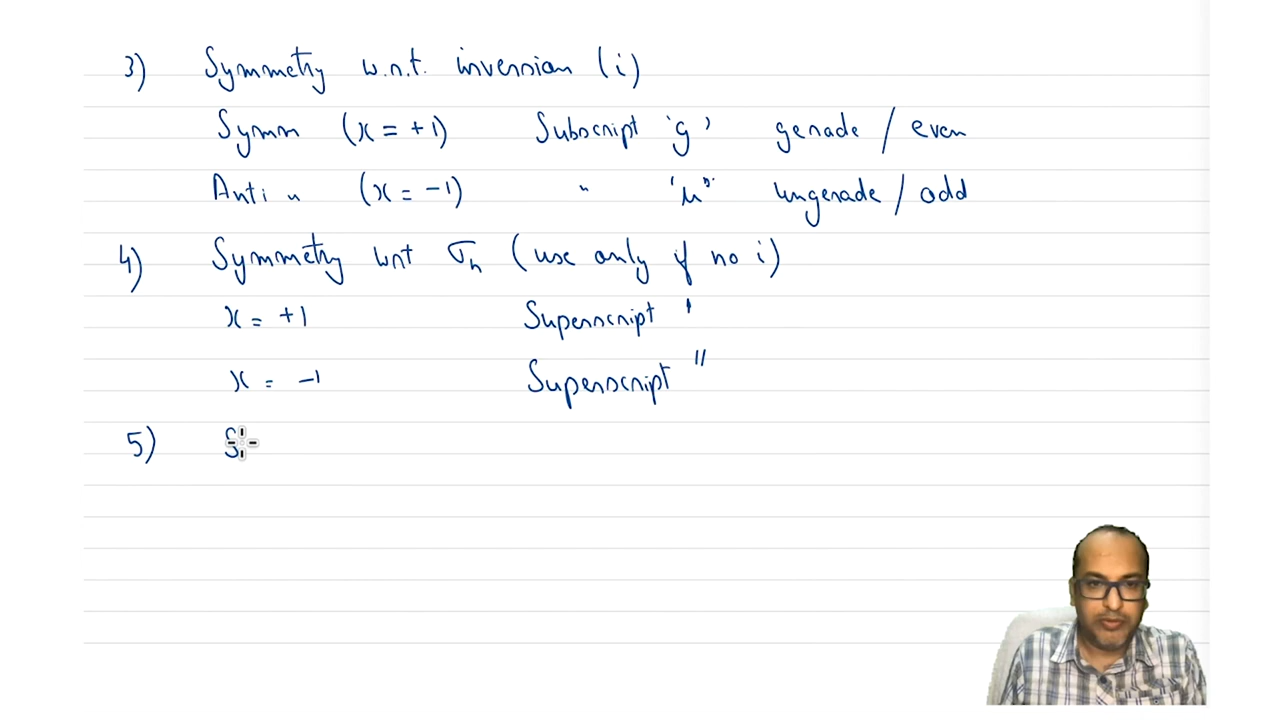 3) Symmetry w.r.t. inversion (i)
Symm (χ = +1) Subscript 'g' gerade / even
Anti " (χ = -1) " 'u" ungerade / odd
4) Symmetry wrt σh (use only if no i)
χ = +1 Superscript '
χ = -1 Superscript "
5) S